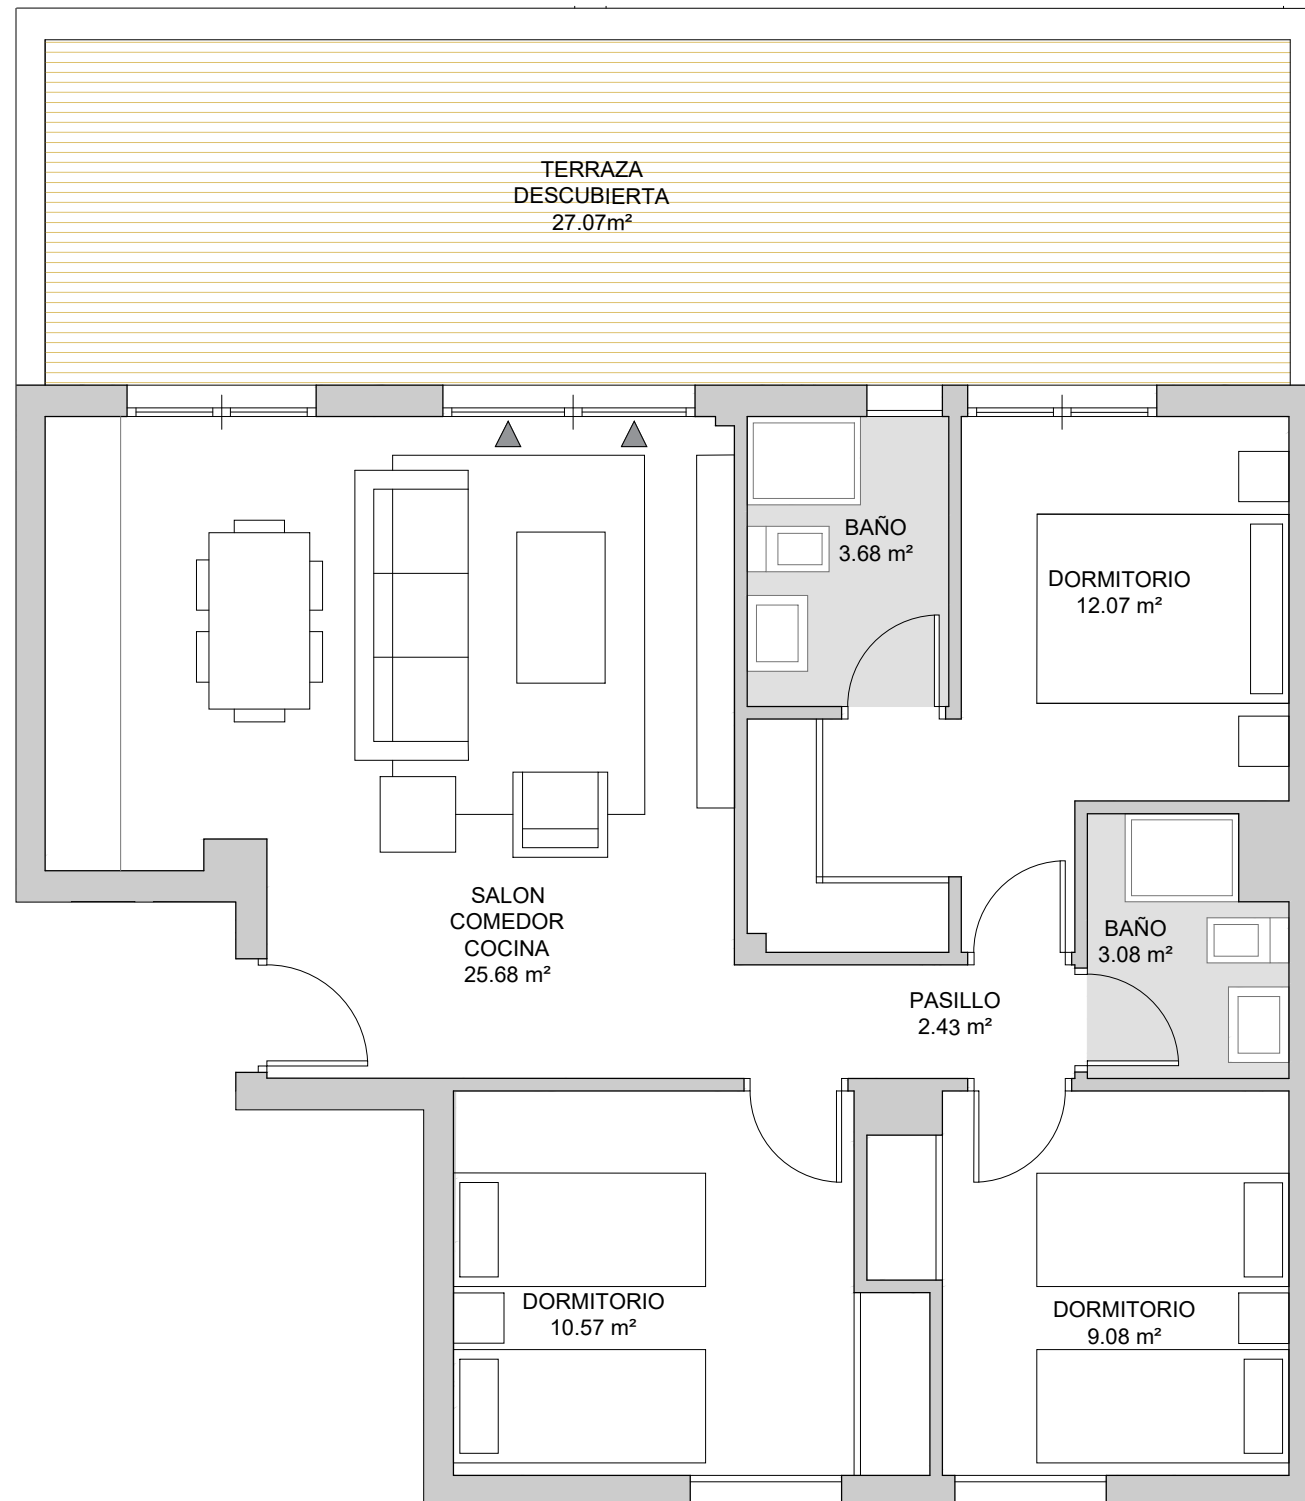 TERRAZA
DESCUBIERTA
27.07m²
BAÑO
3.68 m²
DORMITORIO
12.07 m²
SALON
COMEDOR
COCINA
25.68 m²
BAÑO
3.08 m²
PASILLO
2.43 m²
DORMITORIO
10.57 m²
DORMITORIO
9.08 m²